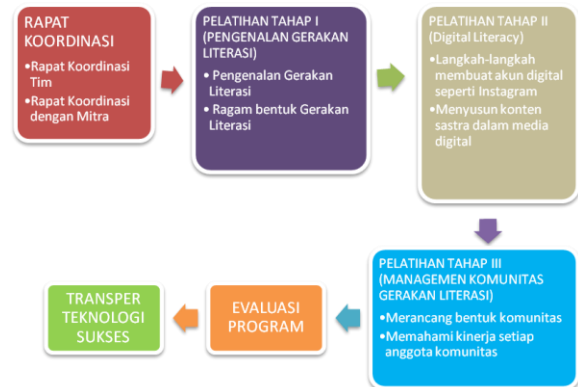 RAPAT
KOORDINASI
•Rapat Koordinasi
Tim
•Rapat Koordinasi
dengan Mitra
PELATIHAN TAHAP I
(PENGENALAN GERAKAN
LITERASI)
• Pengenalan Gerakan
Literasi
• Ragam bentuk Gerakan
Literasi
PELATIHAN TAHAP II
(Digital Literacy)
•Langkah-langkah
membuat akun digital
seperti Instagram
•Menyusun konten
sastra dalam media
digital
PELATIHAN TAHAP III
(MANAGEMEN KOMUNITAS
GERAKAN LITERASI)
•Merancang bentuk komunitas
•Memahami kinerja setiap
anggota komunitas
EVALUASI
PROGRAM
TRANSPER
TEKNOLOGI
SUKSES